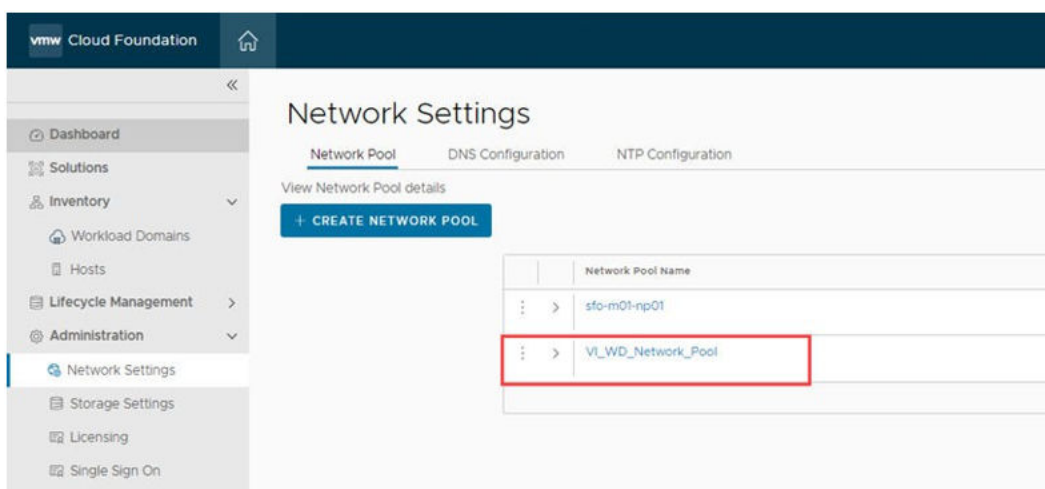 vmw Cloud Foundation
«
Network Settings
Dashboard
Network Pool DNS Configuration NTP Configuration
Solutions
View Network Pool details
Inventory
+ CREATE NETWORK POOL
Workload Domains
Hosts
Network Pool Name
Lifecycle Management
sfo-m01-np01
Administration
VI_WD_Network_Pool
Network Settings
Storage Settings
Licensing
Single Sign On